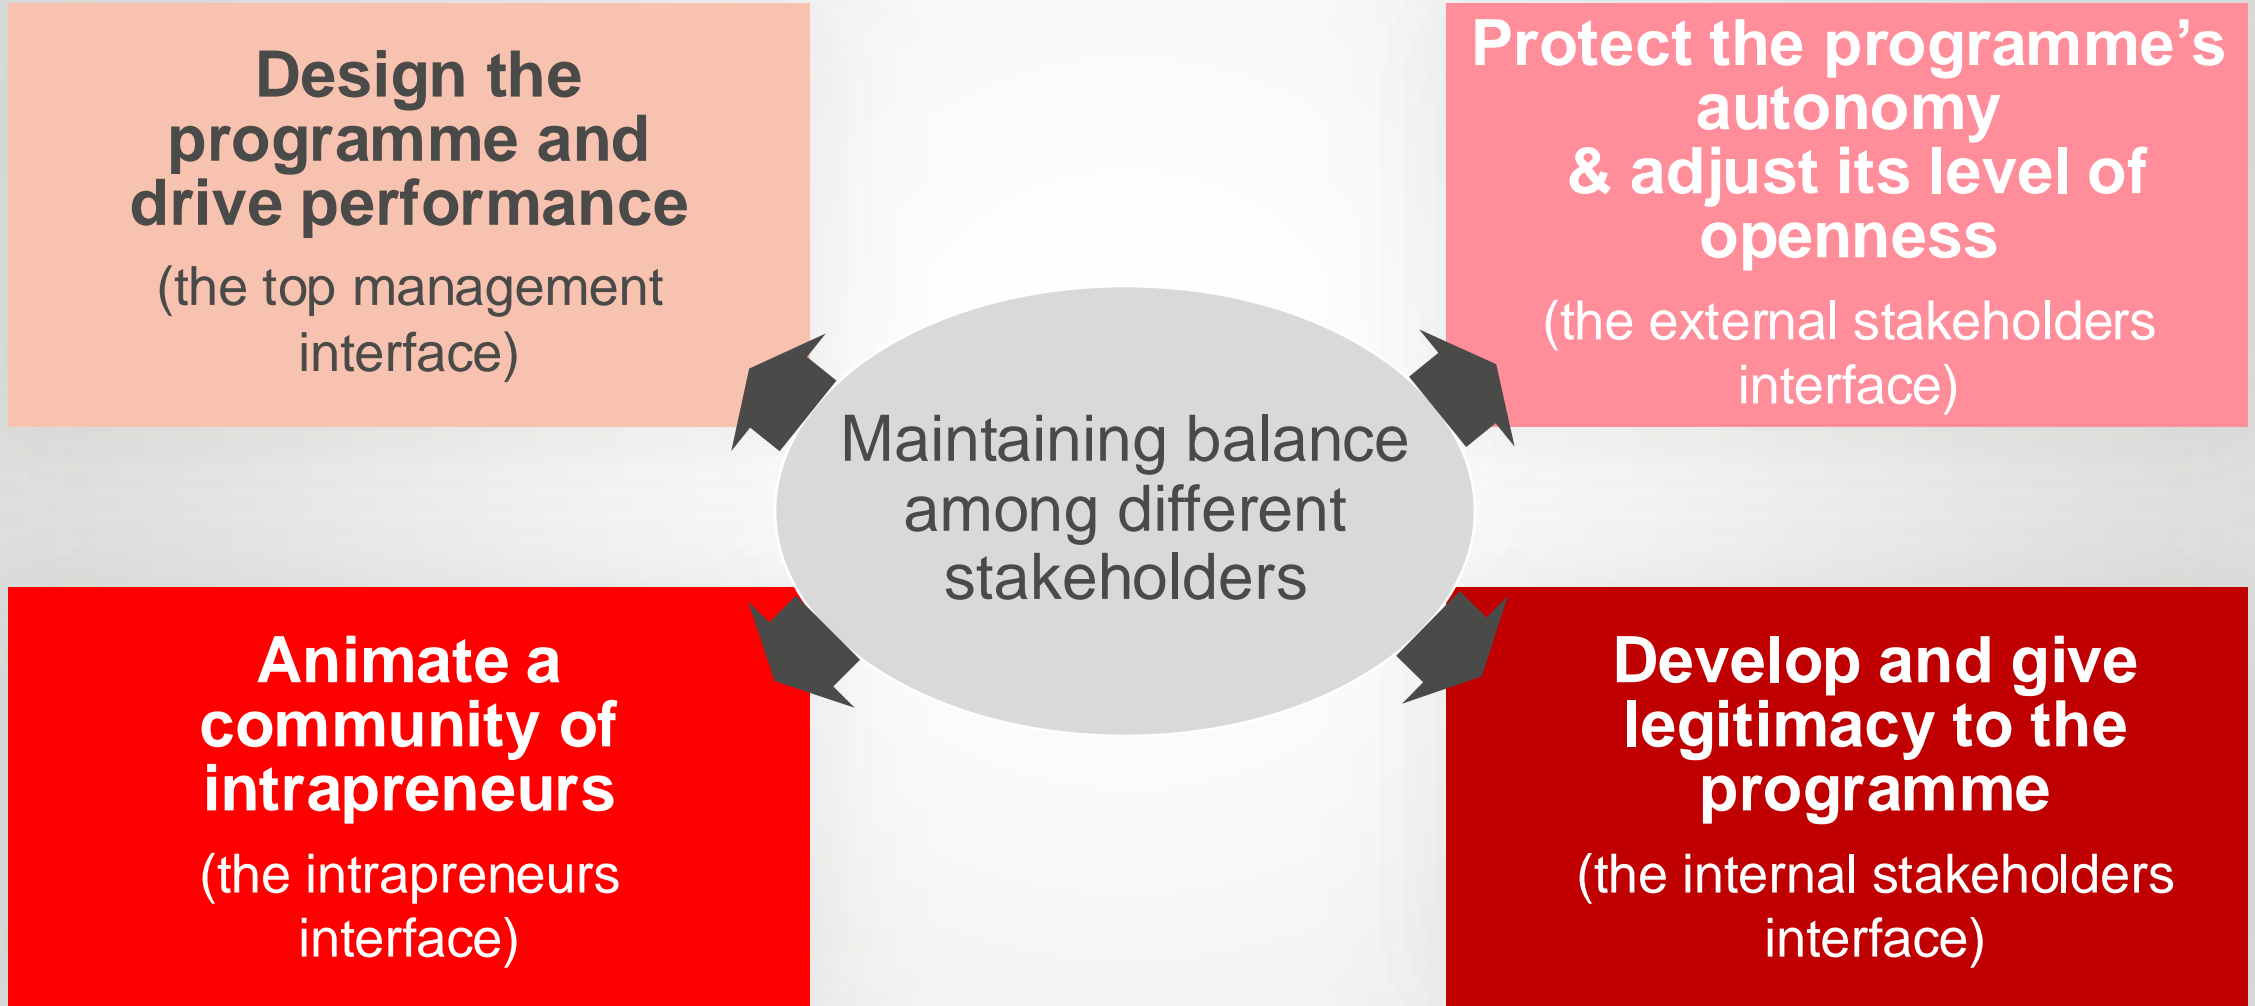 Design the
programme and
drive performance
(the top management
interface)
Protect the programme’s
autonomy
& adjust its level of
openness
(the external stakeholders
interface)
Maintaining balance
among different
stakeholders
Animate a
community of
intrapreneurs
(the intrapreneurs
interface)
Develop and give
legitimacy to the
programme
(the internal stakeholders
interface)